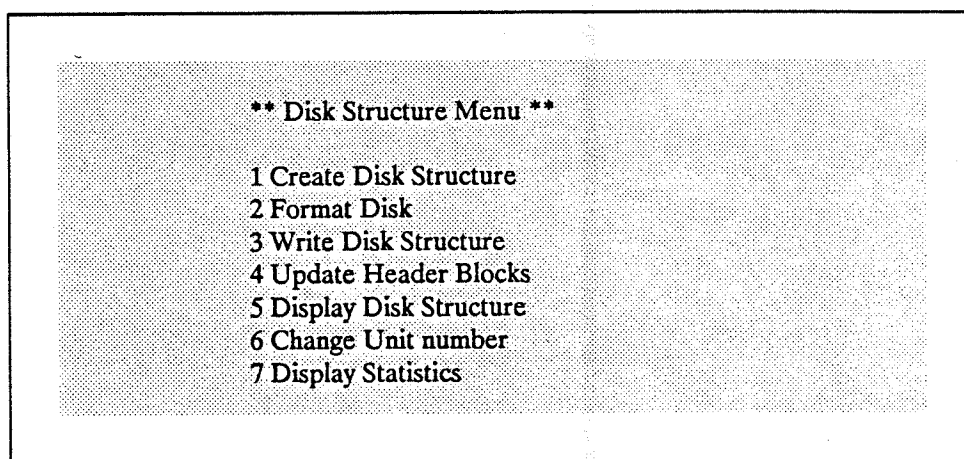 ** Disk Structure Menu **
1 Create Disk Structure
2 Format Disk
3 Write Disk Structure
4 Update Header Blocks
5 Display Disk Structure
6 Change Unit number
7 Display Statistics